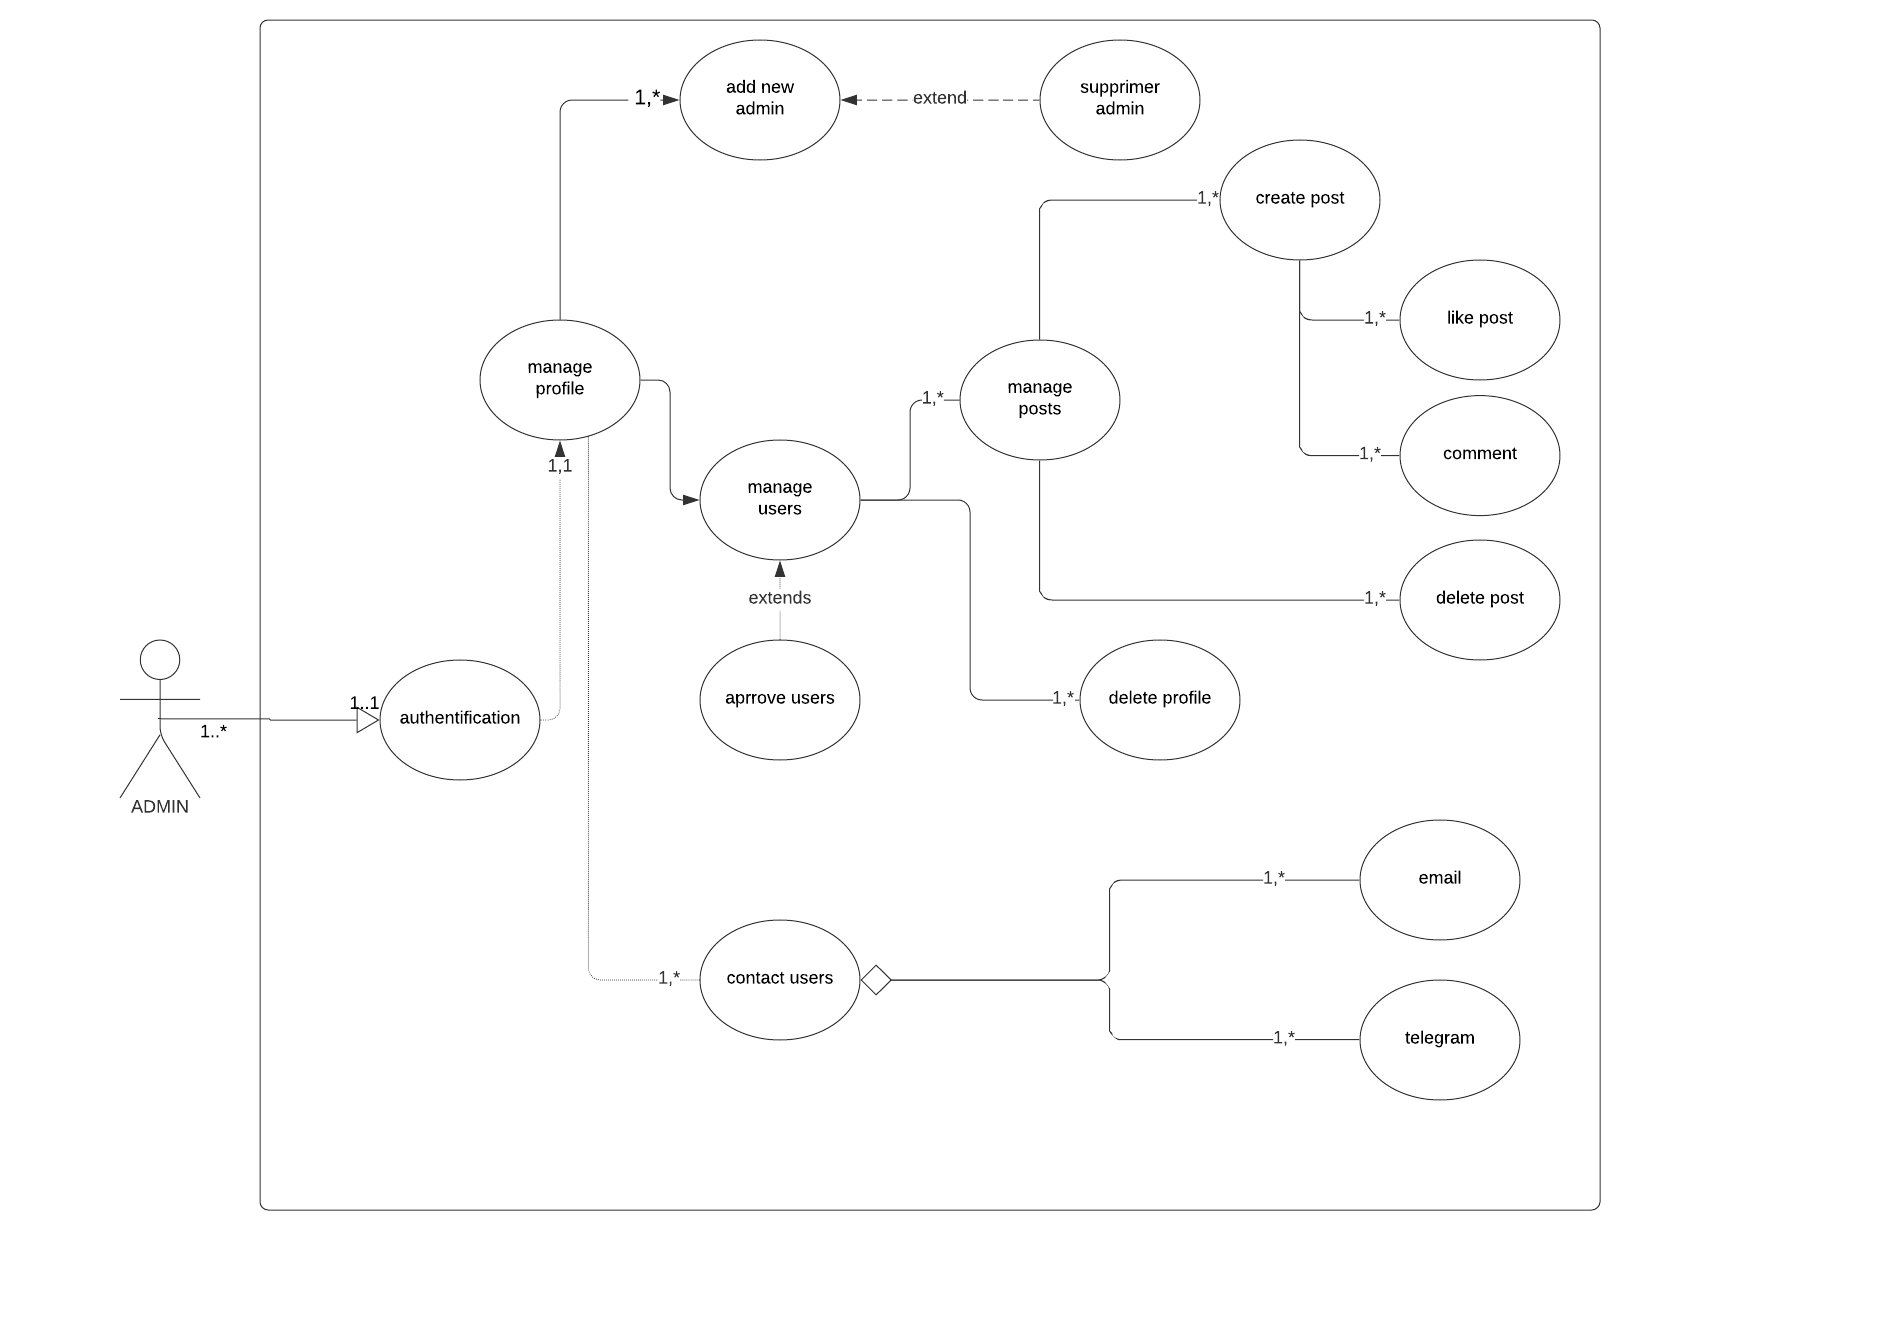 add new
admin
1,*
extend
supprimer
admin
1,*
create post
1,*
like post
manage
profile
1,*
manage
posts
1,*
comment
1,1
manage
users
extends
1,*
delete post
aprrove users
1,*
delete profile
1..1
authentification
1..*
ADMIN
1,*
email
1,*
contact users
1,*
telegram